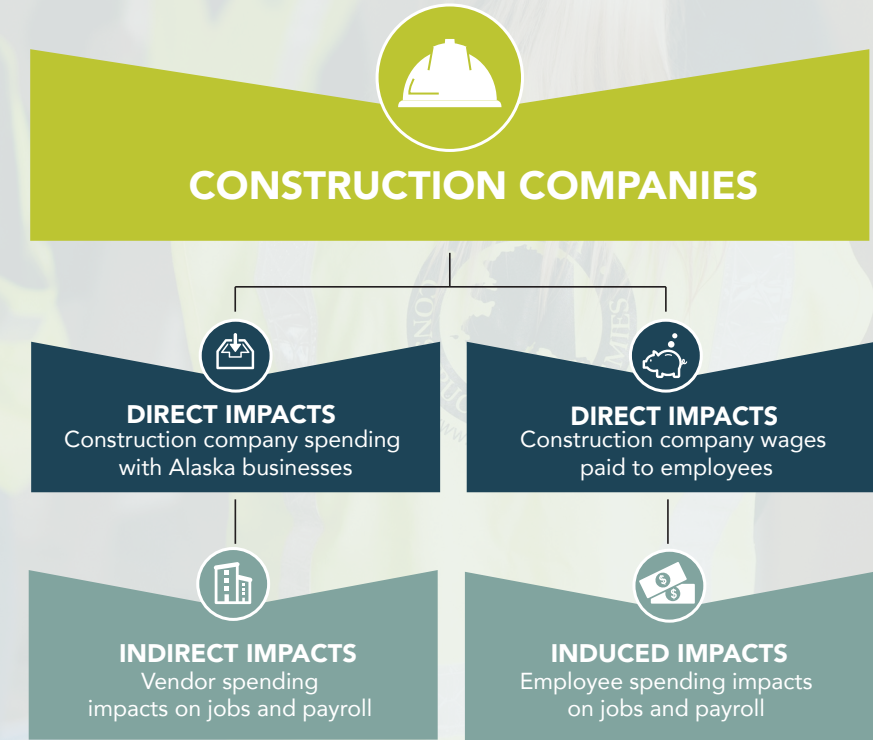 CONSTRUCTION COMPANIES
DIRECT IMPACTS
Construction company spending
with Alaska businesses
DIRECT IMPACTS
Construction company wages
paid to employees
INDIRECT IMPACTS
Vendor spending
impacts on jobs and payroll
INDUCED IMPACTS
Employee spending impacts
on jobs and payroll